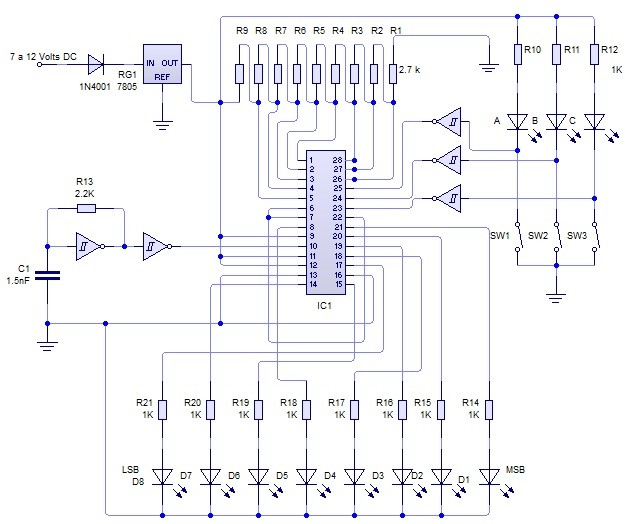 R9 R8 R7 R6 R5 R4 R3 R2 R1
7 a 12 Volts DC
1N4001
RG1
7805
IN OUT
REF
2.7 k
R10 R11 R12
1K
A B C
R13
2.2K
C1
1.5nF
SW1 SW2 SW3
1 28
2 27
3 26
4 25
5 24
6 23
7 22
8 21
9 20
10 19
11 18
12 17
13 16
14 15
IC1
R21 R20 R19 R18 R17 R16 R15 R14
1K 1K 1K 1K 1K 1K 1K 1K
LSB D7 D6 D5 D4 D3 D2 D1 MSB
D8